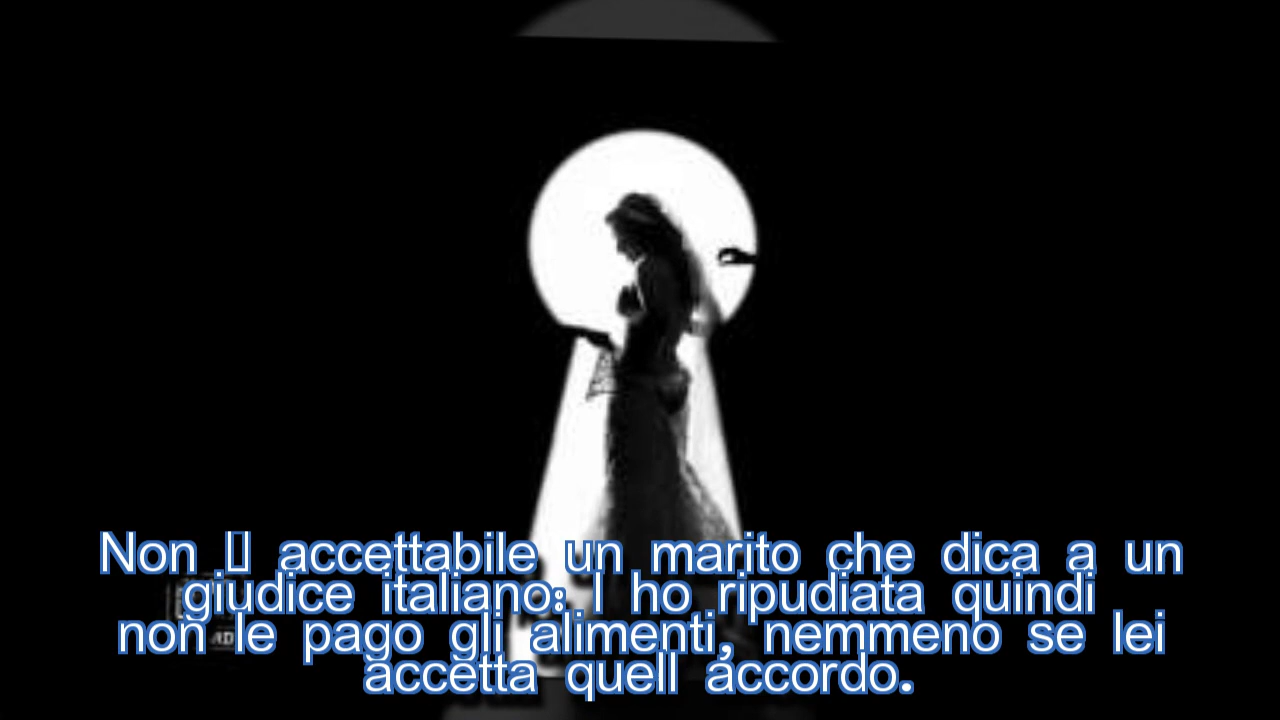 Non ▯ accettabile un marito che dica a un
giudice italiano: l ho ripudiata quindi
non le pago gli alimenti, nemmeno se lei
accetta quell accordo.